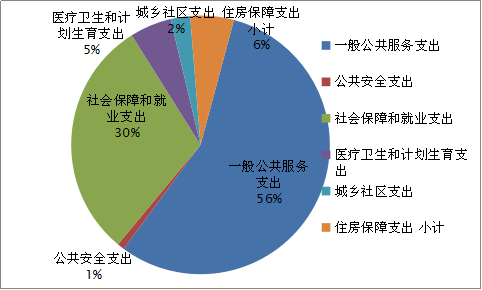 医疗卫生和计
划生育支出
5%
城乡社区支出
2%
住房保障支出
小计
6%
社会保障和就
业支出
30%
一般公共服务
支出
56%
公共安全支出
1%
一般公共服务支出
公共安全支出
社会保障和就业支出
医疗卫生和计划生育支
出
城乡社区支出
住房保障支出 小计